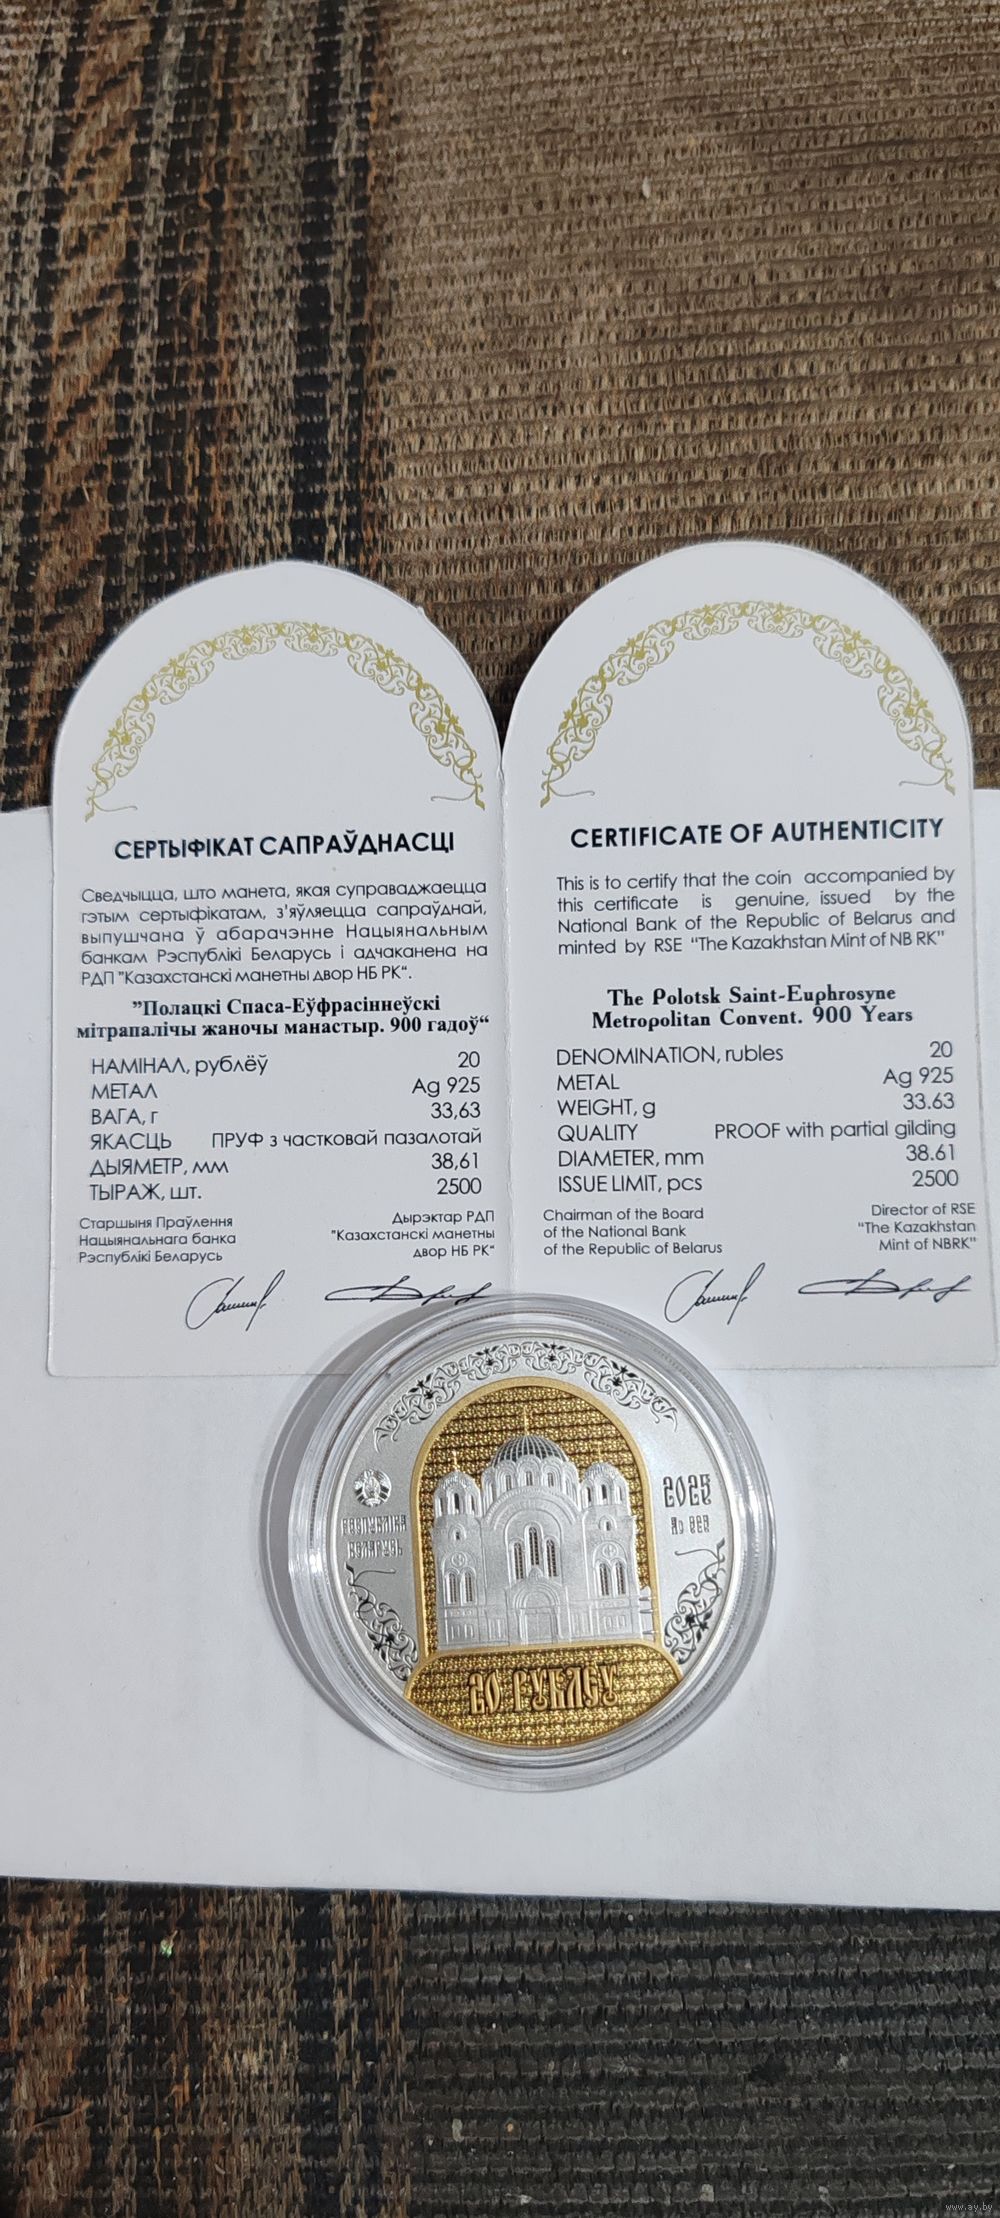 СЕРТЫФІКАТ САПРАЎДНАСЦІ
Сведчыцца, што манета, якая суправаджаецца
гэтым сертыфікатам, з'яўляецца сапраўднай,
выпушчана ў абарачэнне Нацыянальным
банкам Рэспублікі Беларусь і адчаканена на
РДП "Казахстанскі манетны двор НБ РК“.
”Полацкі Спаса-Еўфрасіннеўскі
мітрапалічы жаночы манастыр. 900 гадоў“
НАМІНАЛ, рублёў 20
МЕТАЛ Ag 925
ВАГА, г 33,63
ЯКАСЦЬ ПРУФ з частковай пазалотай
ДЫЯМЕТР, мм 38,61
ТЫРАЖ, шт. 2500
Старшыня Праўлення
Нацыянальнага банка
Рэспублікі Беларусь
Дырэктар РДП
"Казахстанскі манетны
двор НБ РК“
CERTIFICATE OF AUTHENTICITY
This is to certify that the coin accompanied by
this certificate is genuine, issued by the
National Bank of the Republic of Belarus and
minted by RSE "The Kazakhstan Mint of NB RK"
The Polotsk Saint-Euphrosyne
Metropolitan Convent. 900 Years
DENOMINATION, rubles 20
METAL Ag 925
WEIGHT, g 33.63
QUALITY PROOF with partial gilding
DIAMETER, mm 38.61
ISSUE LIMIT, pcs 2500
Chairman of the Board
of the National Bank
of the Republic of Belarus
Director of RSE
"The Kazakhstan
Mint of NBRK"
РЭСПУБЛІКА
БЕЛАРУСЬ
2025
Ag 925
20 РУБЛЁЎ
www.ay.by